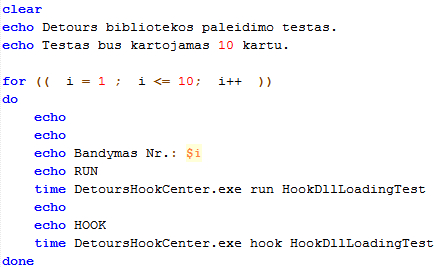 clear
echo Detours bibliotekos paleidimo testas.
echo Testas bus kartojamas 10 kartu.
for ((  i = 1 ;  i <= 10;  i++  ))
do
echo
echo
echo Bandymas Nr.: $i
echo RUN
time DetoursHookCenter.exe run HookDllLoadingTest
echo
echo HOOK
time DetoursHookCenter.exe hook HookDllLoadingTest
done